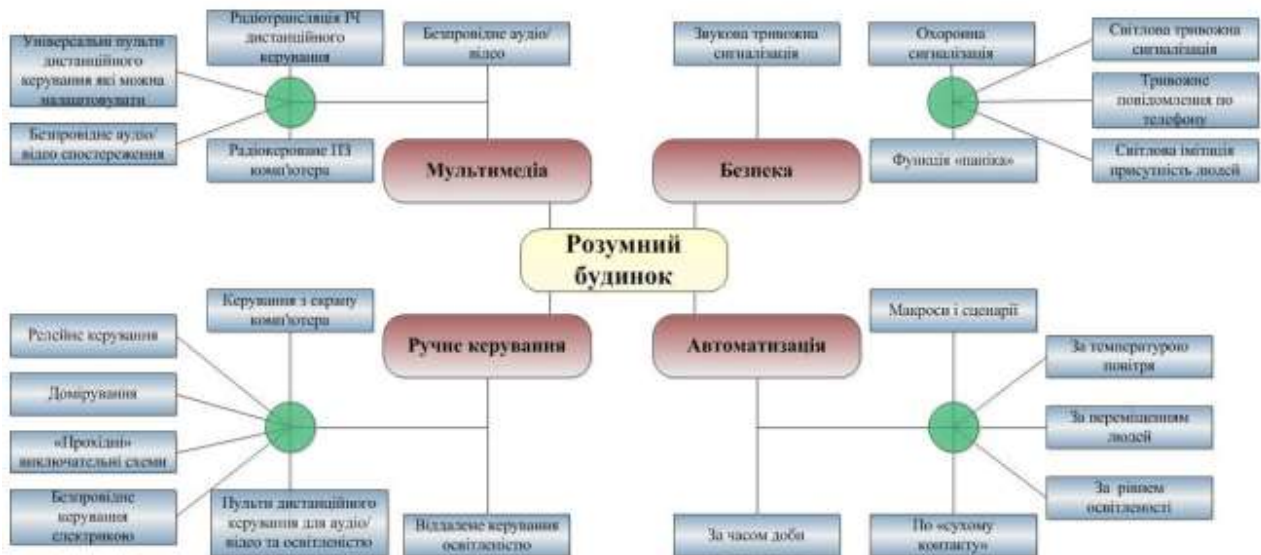 Універсальні пульти
дистанційного
керування які можна
налаштовувати
Радіотрансляція ІЧ
дистанційного
керування
Безпровідне аудіо/
відео
Звукова тривожна
сигналізація
Охоронна
сигналізація
Світлова тривожна
сигналізація
Тривожне
повідомлення по
телефону
Безпровідне аудіо/
відео спостереження
Радіокероване ПЗ
комп'ютера
Мультимедіа
Безпека
Функція «паніка»
Світлова імітація
присутність людей
Розумний
будинок
Керування з екрану
комп'ютера
Релейне керування
Ручне керування
Автоматизація
Макроси і сценарії
За температурою
повітря
Домірування
За переміщенням
людей
«Прохідні»
виключательні схеми
За рівнем
освітленості
Безпровідне
керування
електрикою
Пульти дистанційного
керування для аудіо/
відео та освітленістю
Віддалене керування
освітленістю
За часом доби
По «сухому
контакту»